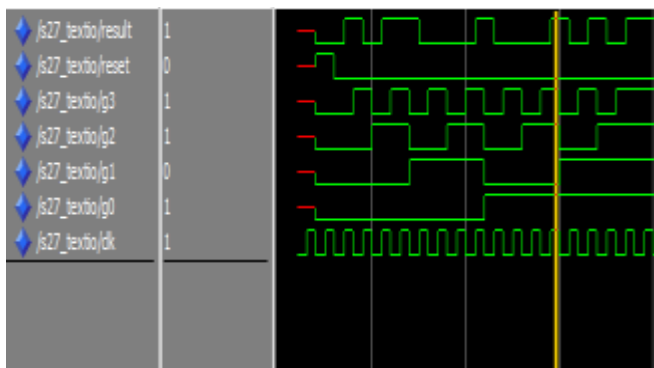 /s27_textio/result 1
/s27_textio/reset 0
/s27_textio/g3 1
/s27_textio/g2 1
/s27_textio/g1 0
/s27_textio/g0 1
/s27_textio/clk 1